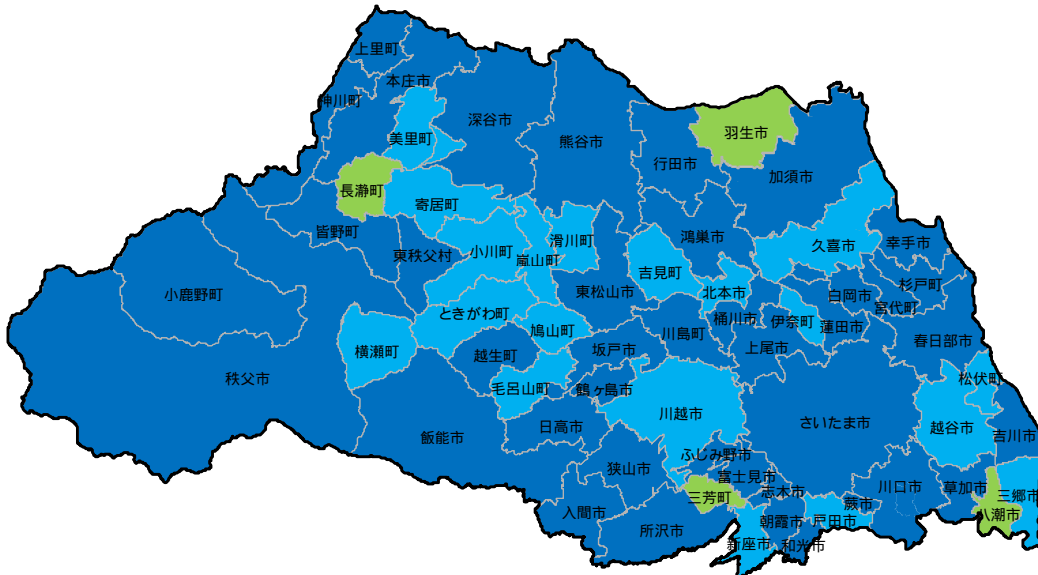 上里町
本庄市
神川町
深谷市
美里町
熊谷市
羽生市
行田市
加須市
長瀞町
寄居町
皆野町
東秩父村
小川町
嵐山町
滑川町
吉見町
鴻巣市
久喜市
幸手市
小鹿野町
東松山市
北本市
白岡市
杉戸町
宮代町
ときがわ町
鳩山町
川島町
桶川市
伊奈町
蓮田市
上尾市
春日部市
横瀬町
越生町
坂戸市
秩父市
毛呂山町
鶴ヶ島市
松伏町
川越市
さいたま市
越谷市
吉川市
飯能市
日高市
ふじみ野市
狭山市
富士見市
三芳町
志木市
川口市
草加市
三郷市
入間市
所沢市
朝霞市
戸田市
蕨市
八潮市
新座市
和光市